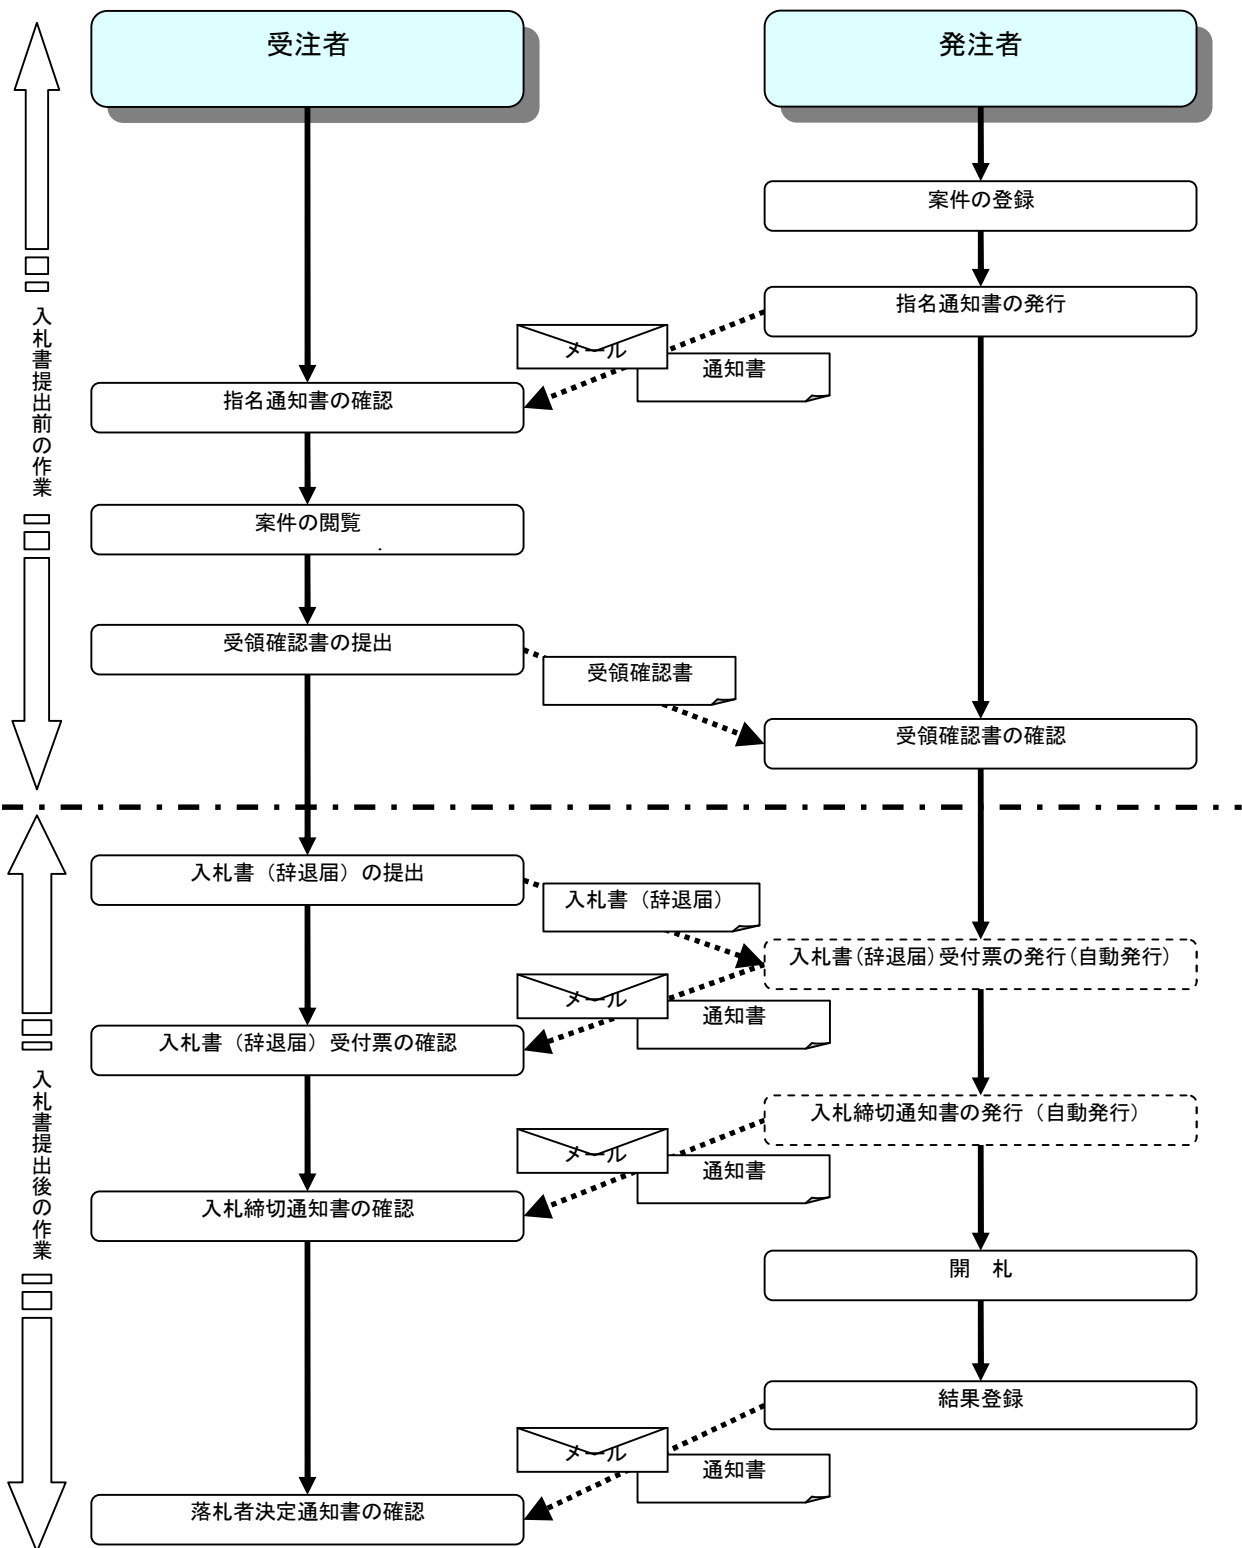 受注者
発注者
案件の登録
指名通知書の発行
メール
通知書
指名通知書の確認
入札書提出前の作業
案件の閲覧
受領確認書の提出
受領確認書
受領確認書の確認
入札書（辞退届）の提出
入札書（辞退届）
入札書(辞退届)受付票の発行(自動発行)
メール
通知書
入札書（辞退届）受付票の確認
入札書提出後の作業
入札締切通知書の発行（自動発行）
メール
通知書
入札締切通知書の確認
開　札
結果登録
メール
通知書
落札者決定通知書の確認